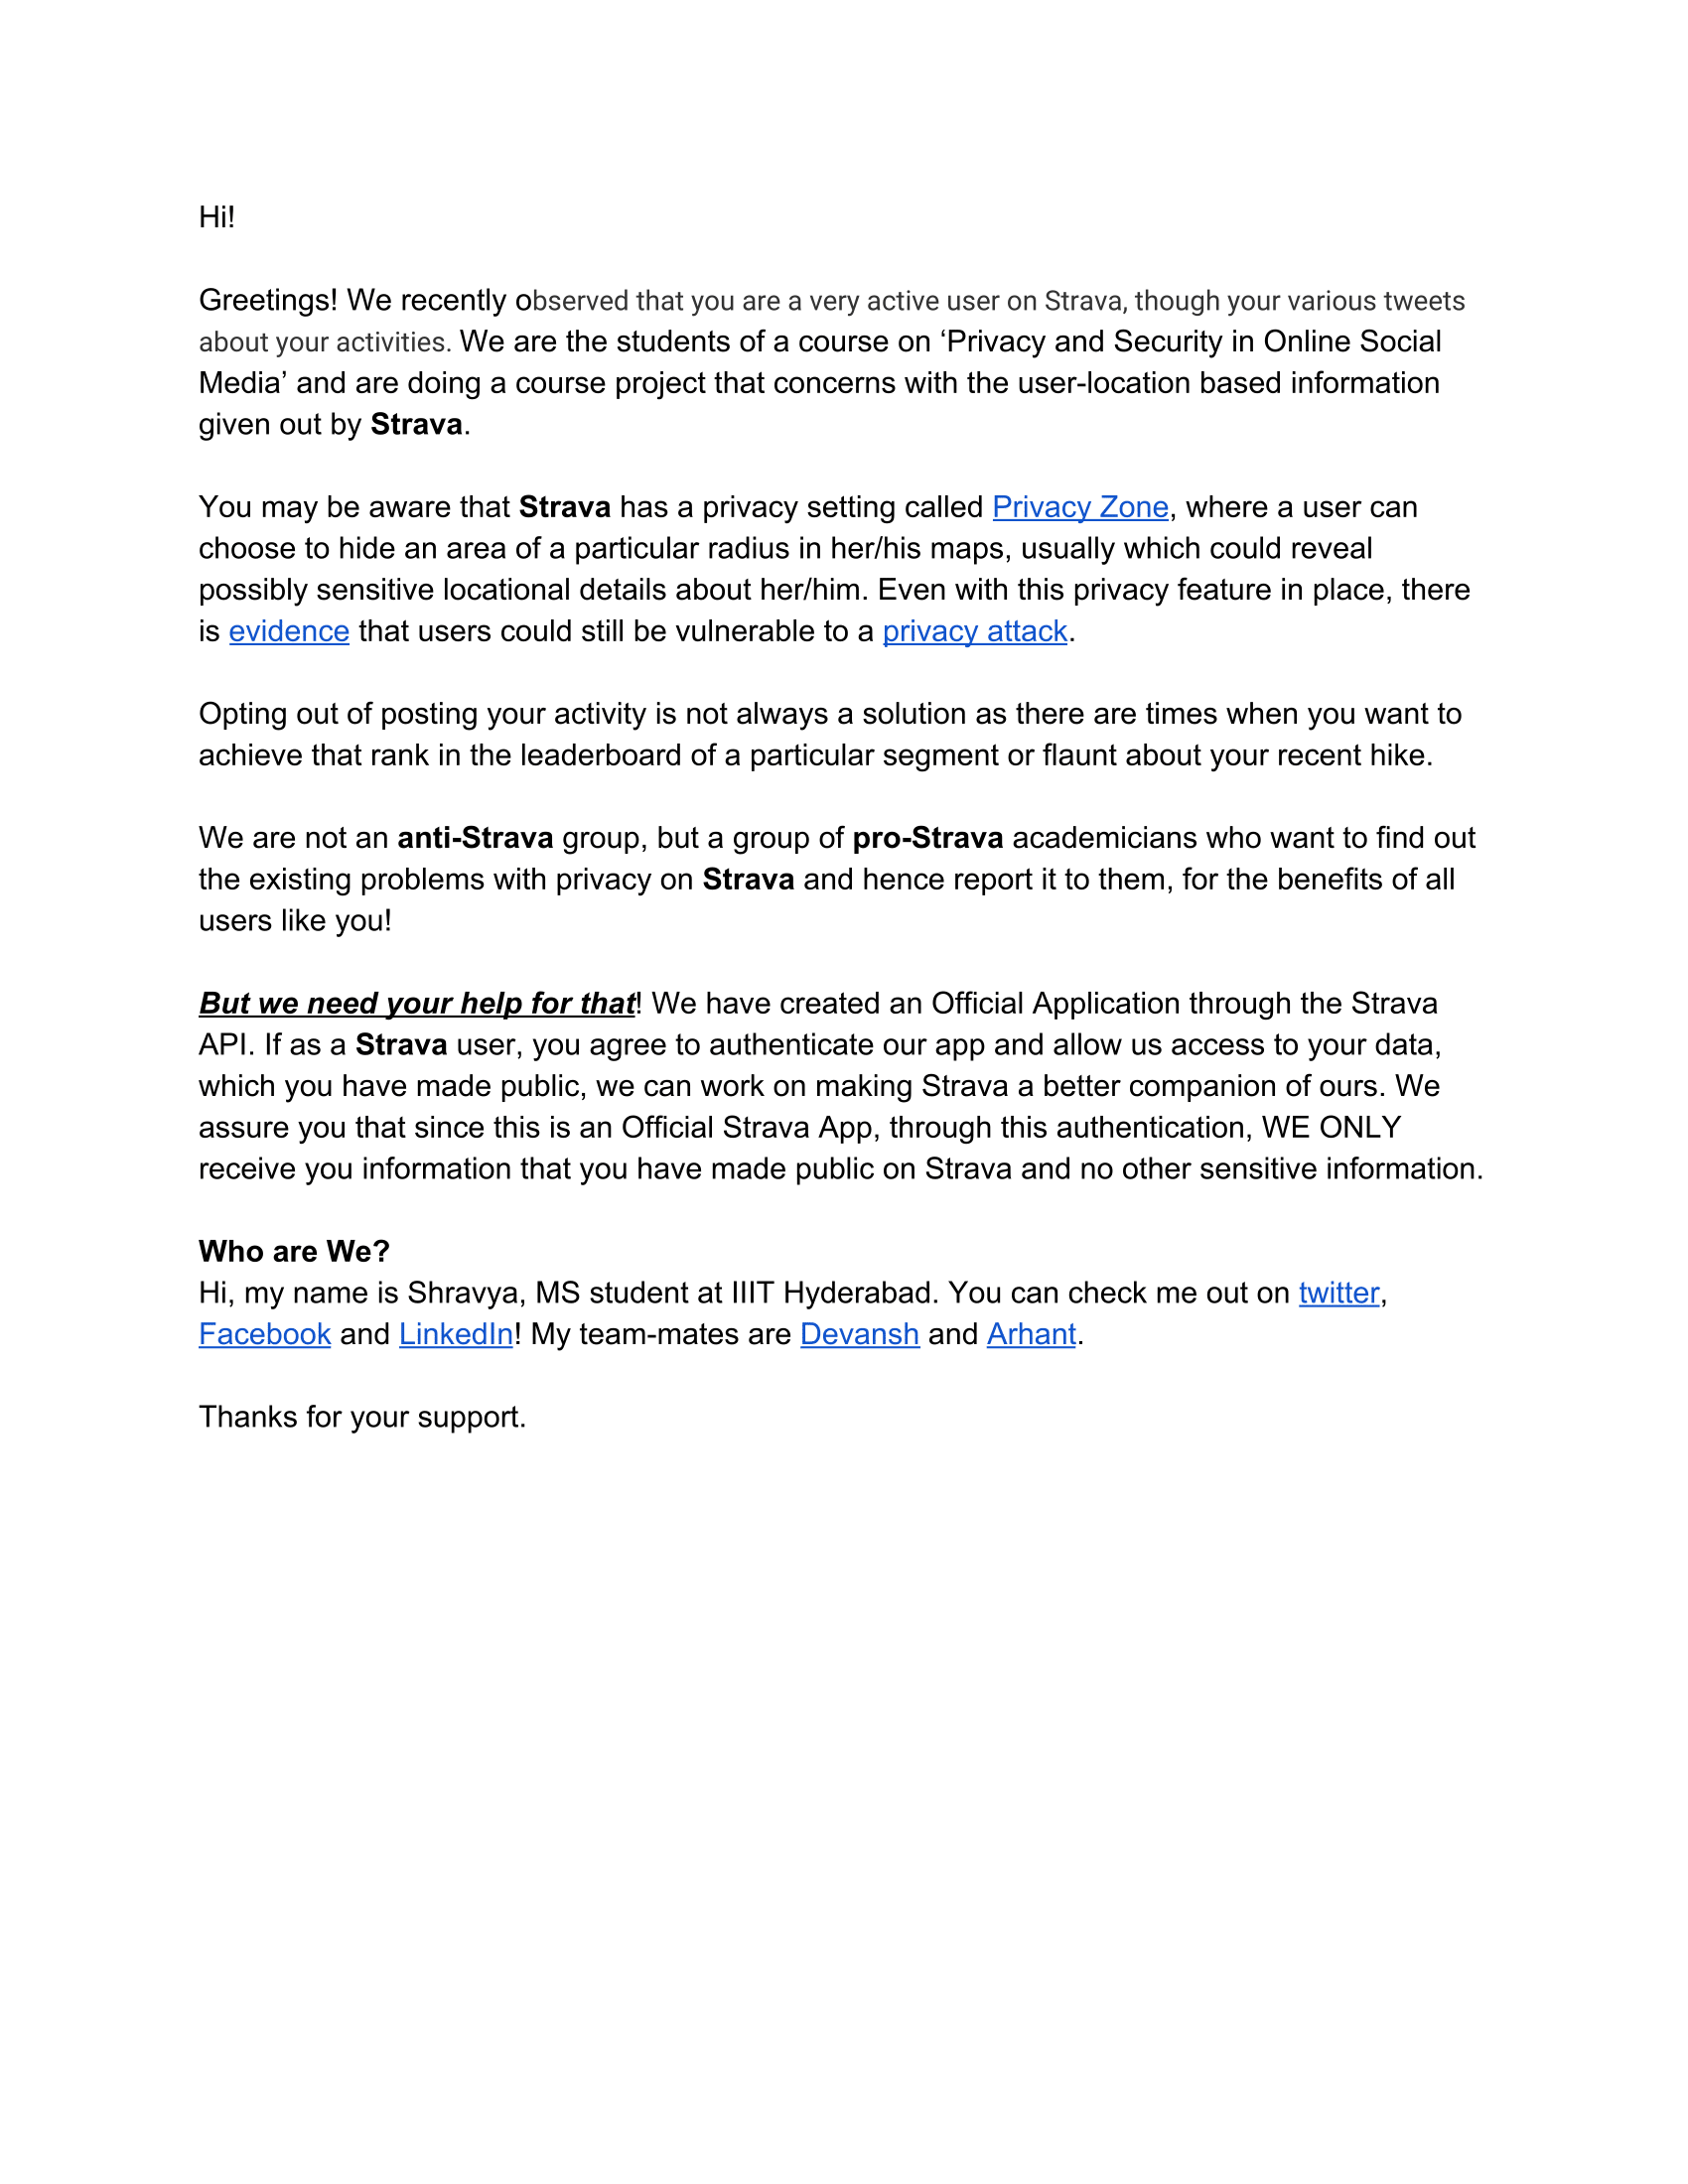 Hi!
Greetings! We recently observed that you are a very active user on Strava, though your various tweets
about your activities. We are the students of a course on ‘Privacy and Security in Online Social
Media’ and are doing a course project that concerns with the user-location based information
given out by Strava.
You may be aware that Strava has a privacy setting called Privacy Zone, where a user can
choose to hide an area of a particular radius in her/his maps, usually which could reveal
possibly sensitive locational details about her/him. Even with this privacy feature in place, there
is evidence that users could still be vulnerable to a privacy attack.
Opting out of posting your activity is not always a solution as there are times when you want to
achieve that rank in the leaderboard of a particular segment or flaunt about your recent hike.
We are not an anti-Strava group, but a group of pro-Strava academicians who want to find out
the existing problems with privacy on Strava and hence report it to them, for the benefits of all
users like you!
But we need your help for that! We have created an Official Application through the Strava
API. If as a Strava user, you agree to authenticate our app and allow us access to your data,
which you have made public, we can work on making Strava a better companion of ours. We
assure you that since this is an Official Strava App, through this authentication, WE ONLY
receive you information that you have made public on Strava and no other sensitive information.
Who are We?
Hi, my name is Shravya, MS student at IIIT Hyderabad. You can check me out on twitter,
Facebook and LinkedIn! My team-mates are Devansh and Arhant.
Thanks for your support.